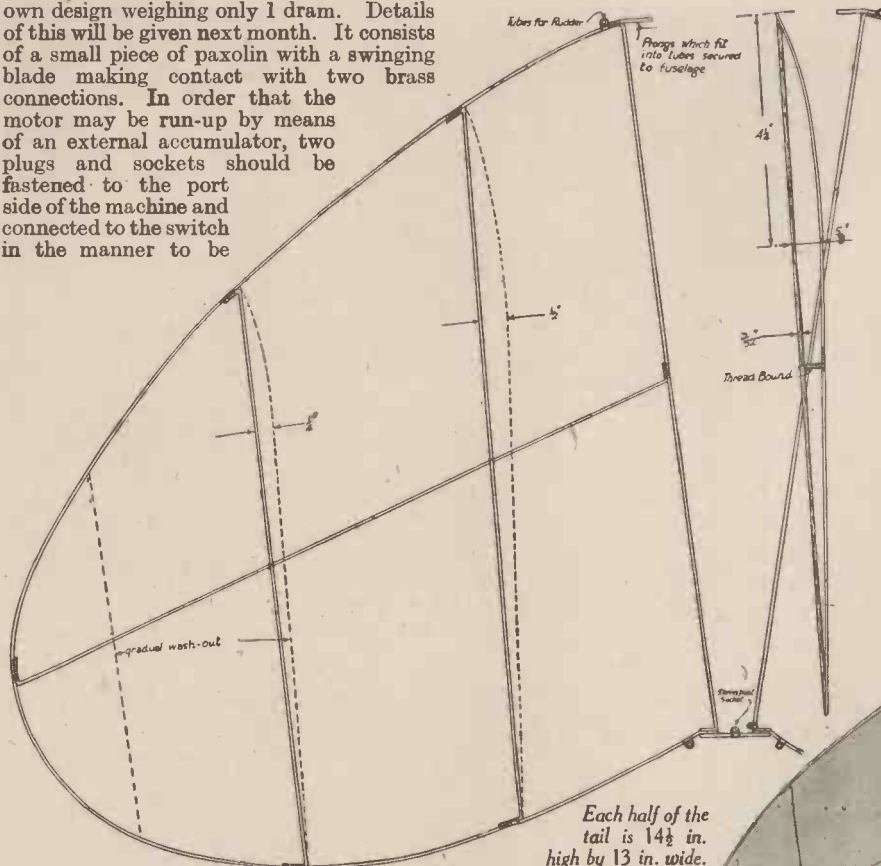 own design weighing only 1 dram. Details
of this will be given next month. It consists
of a small piece of paxolin with a swinging
blade making contact with two brass
connections. In order that the
motor may be run-up by means
of an external accumulator, two
plugs and sockets should be
fastened to the port
side of the machine and
connected to the switch
in the manner to be
Tubes for Rudder
Prongs which fit
into tubes secured
to fuselage
4½"
½"
Thread Bound
gradual wash-out
Socket
Each half of the
tail is 14½ in.
high by 13 in. wide.